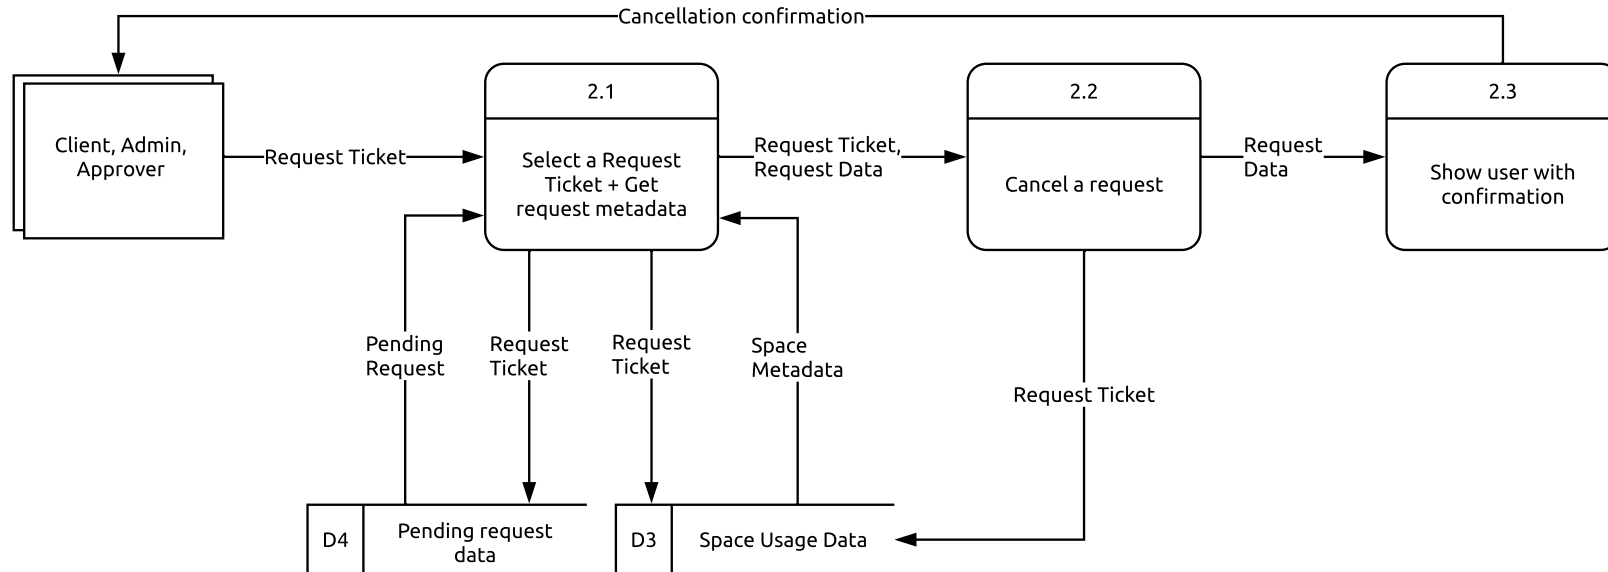 Cancellation confirmation
2.1
2.2
2.3
Client, Admin,
Approver
Request Ticket
Select a Request
Ticket + Get
request metadata
Request Ticket,
Request Data
Cancel a request
Request
Data
Show user with
confirmation
Pending
Request
Request
Ticket
Request
Ticket
Space
Metadata
Request Ticket
D4
Pending request
data
D3
Space Usage Data